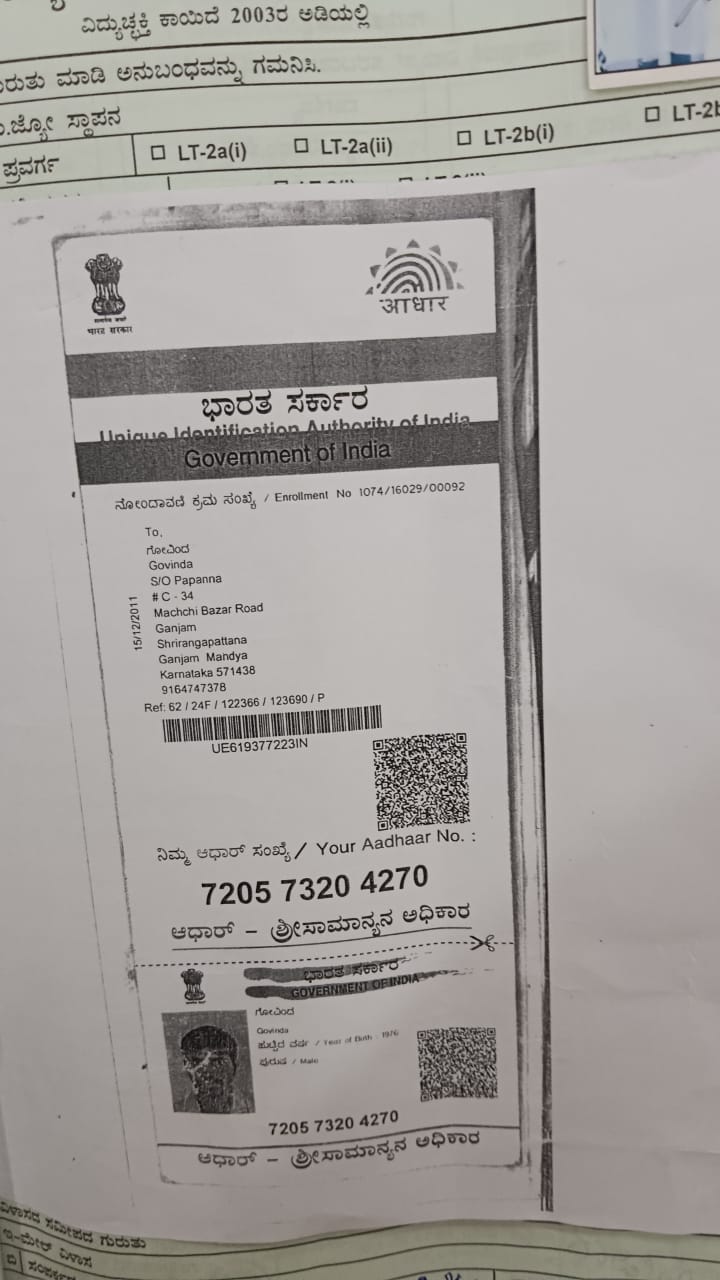 ವಿದ್ಯುಚ್ಛಕ್ತಿ ಕಾಯಿದೆ 2003ರ ಅಡಿಯಲ್ಲಿ
ಗುರುತು ಮಾಡಿ ಅನುಬಂಧವನ್ನು ಗಮನಿಸಿ.
ಸ್ಥಾಪನ
ಪ್ರವರ್ಗ
☐ LT-2a(i) ☐ LT-2a(ii) ☐ LT-2b(i) ☐ LT-2b
भारत सरकार
आधार
ಭಾರತ ಸರ್ಕಾರ
Unique Identification Authority of India
Government of India
ನೋಂದಾವಣಿ ಕ್ರಮ ಸಂಖ್ಯೆ / Enrollment No 1074/16029/00092
To,
ಗೋವಿಂದ
Govinda
S/O Papanna
# C - 34
Machchi Bazar Road
Ganjam
Shrirangapattana
Ganjam Mandya
Karnataka 571438
9164747378
15/12/2011
Ref: 62 / 24F / 122366 / 123690 / P
UE619377223IN
ನಿಮ್ಮ ಆಧಾರ್ ಸಂಖ್ಯೆ / Your Aadhaar No. :
7205 7320 4270
ಆಧಾರ್ – ಶ್ರೀಸಾಮಾನ್ಯನ ಅಧಿಕಾರ
ಭಾರತ ಸರ್ಕಾರ
GOVERNMENT OF INDIA
ಗೋವಿಂದ
Govinda
ಹುಟ್ಟಿದ ವರ್ಷ / Year of Birth : 1976
ಪುರುಷ / Male
7205 7320 4270
ಆಧಾರ್ – ಶ್ರೀಸಾಮಾನ್ಯನ ಅಧಿಕಾರ
ವಿಳಾಸದ ಸಮೀಪದ ಗುರುತು
ಇ-ಮೇಲ್ ವಿಳಾಸ